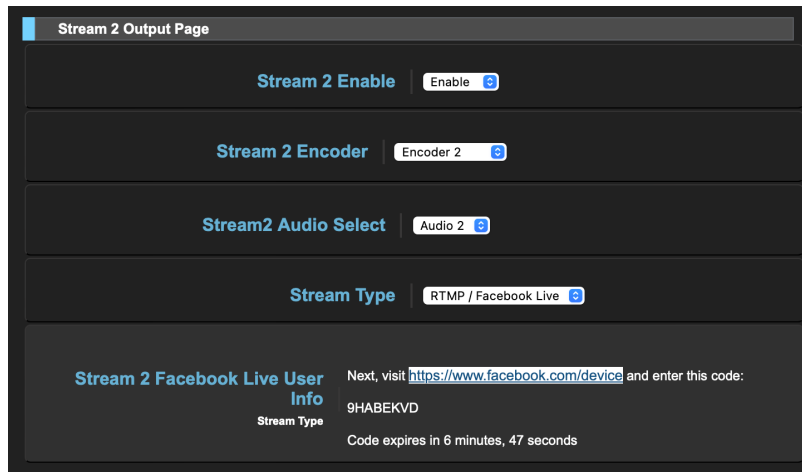 Stream 2 Output Page
Stream 2 Enable
Enable
Stream 2 Encoder
Encoder 2
Stream2 Audio Select
Audio 2
Stream Type
RTMP / Facebook Live
Stream 2 Facebook Live User
Info
Stream Type
Next, visit https://www.facebook.com/device and enter this code:
9HABEKVD
Code expires in 6 minutes, 47 seconds